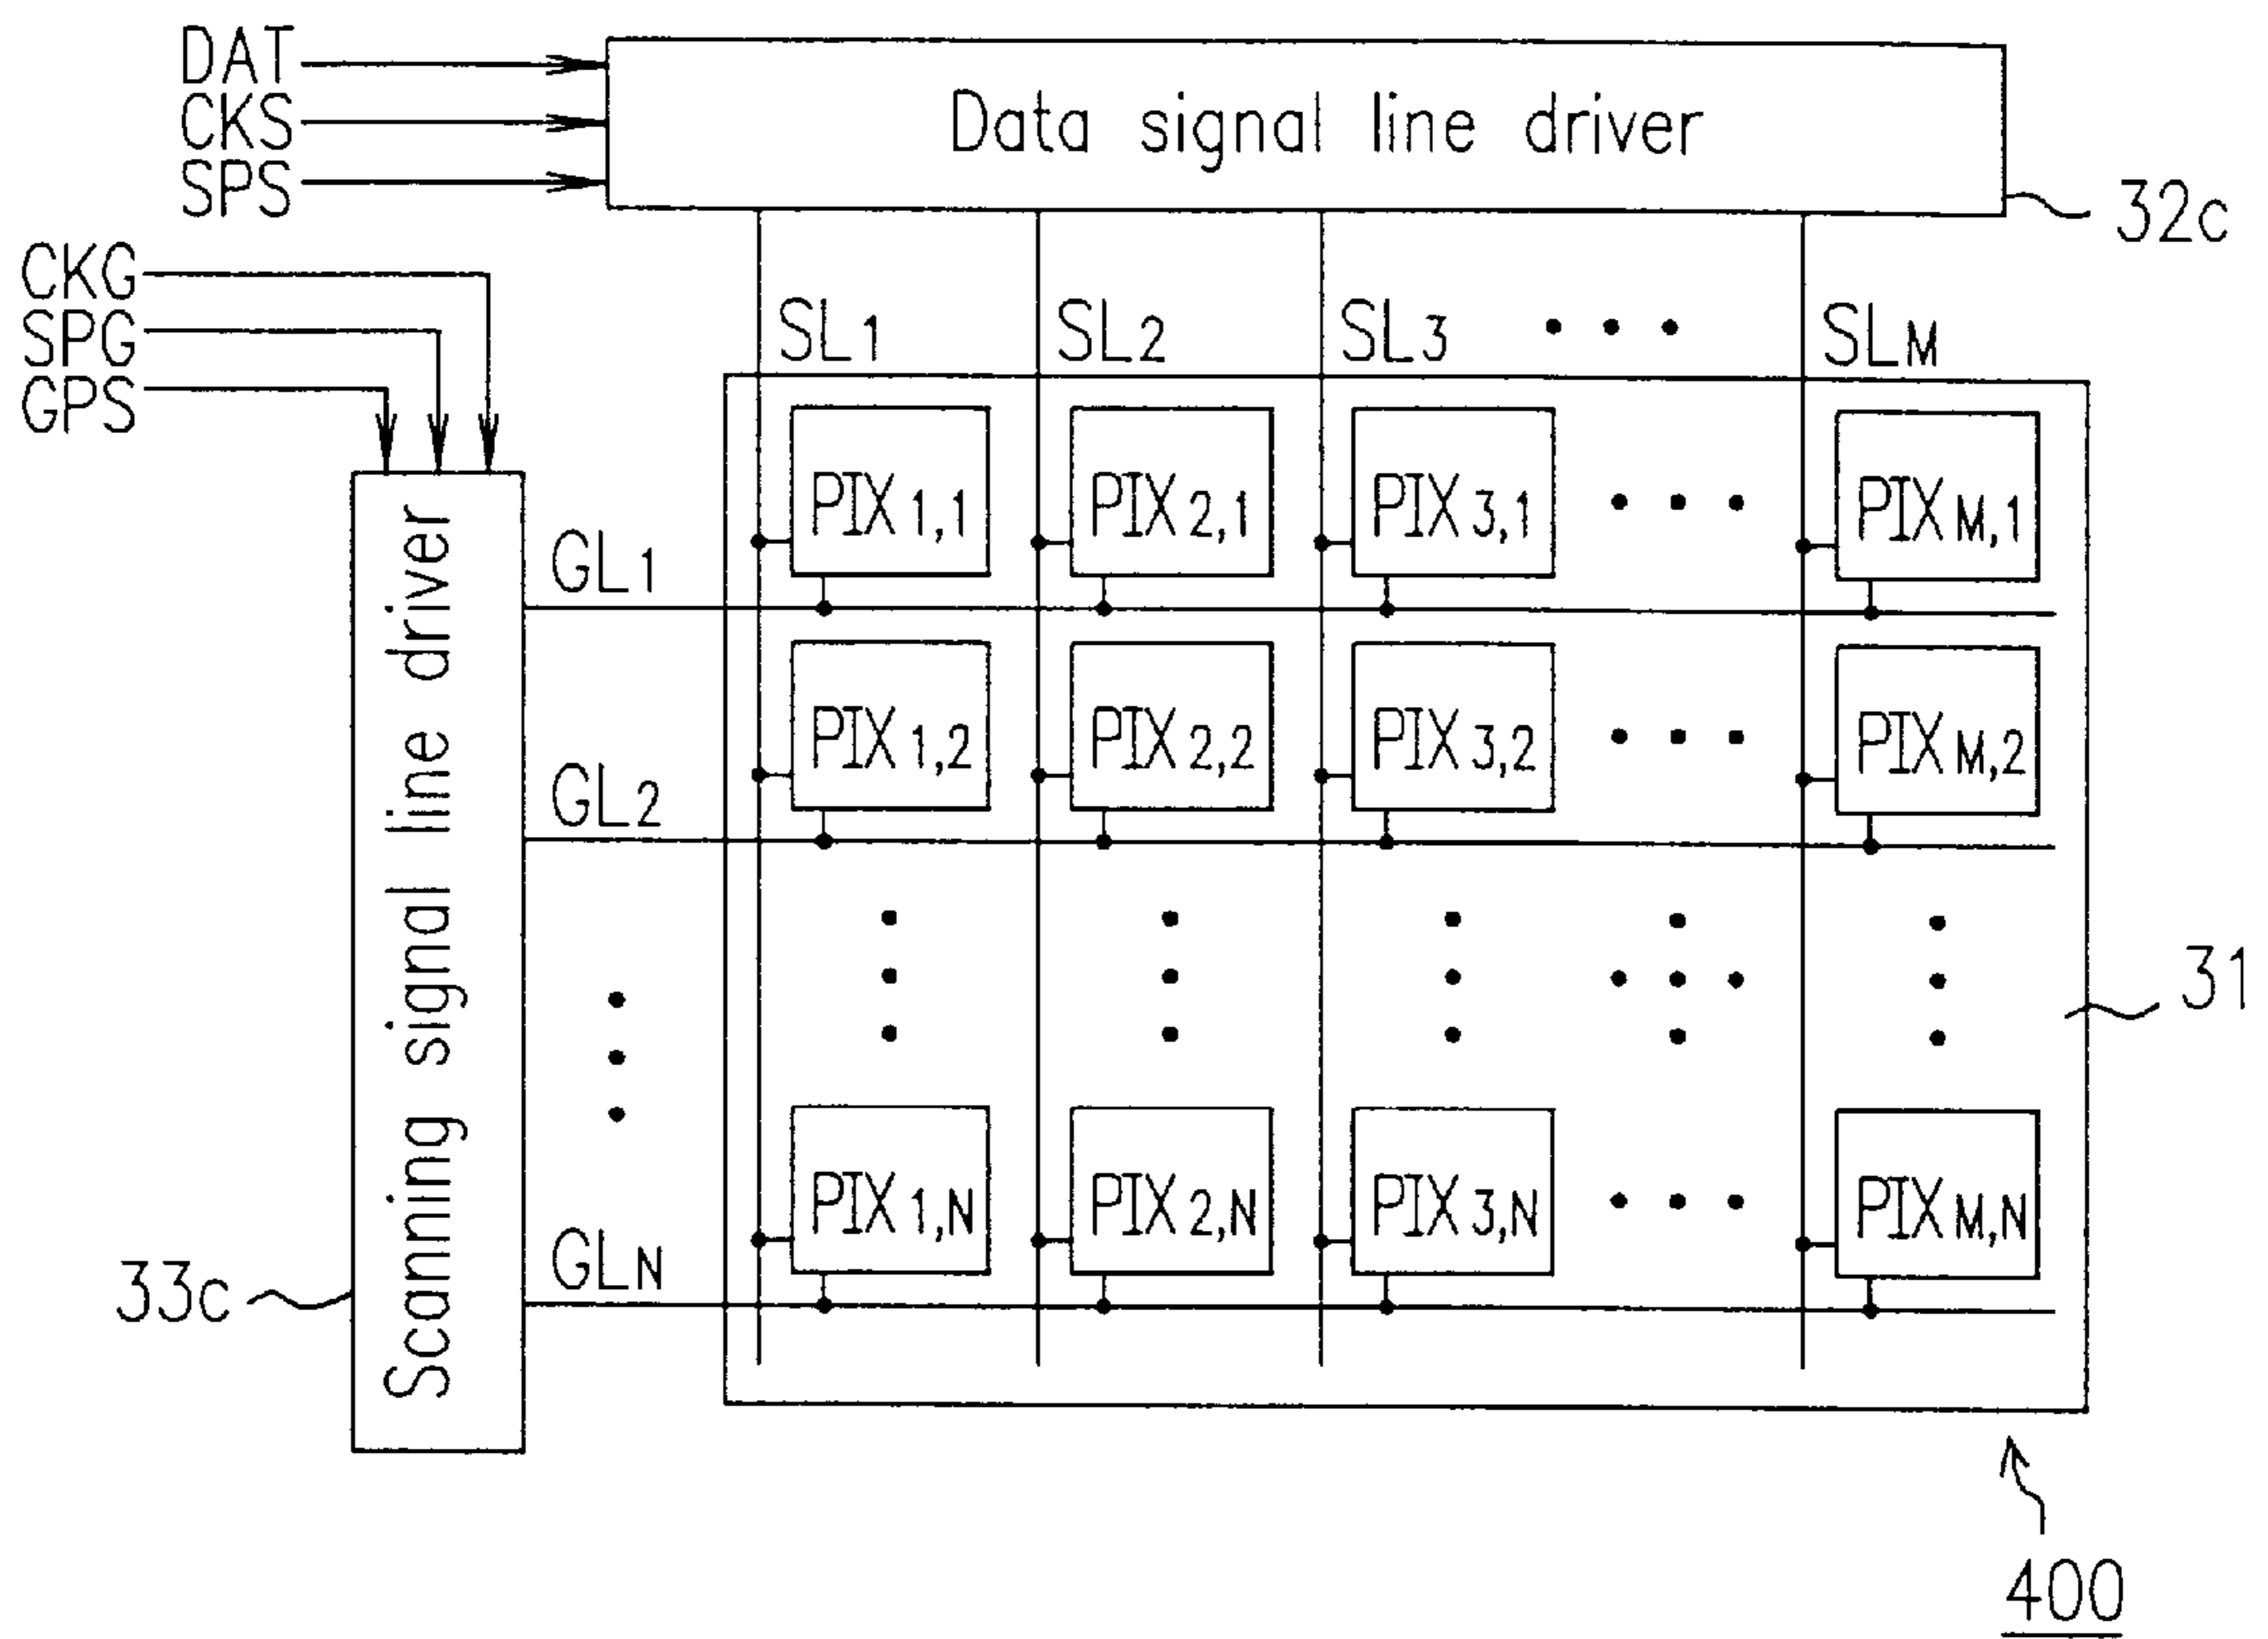 DAT
CKS
SPS
Data signal line driver
32c
CKG
SPG
GPS
SL1 SL2 SL3 • • • SLM
Scanning signal line driver
33c
GL1
PIX1,1 PIX2,1 PIX3,1 • • • PIXM,1
GL2
PIX1,2 PIX2,2 PIX3,2 • • • PIXM,2
31
GLN
PIX1,N PIX2,N PIX3,N • • • PIXM,N
400